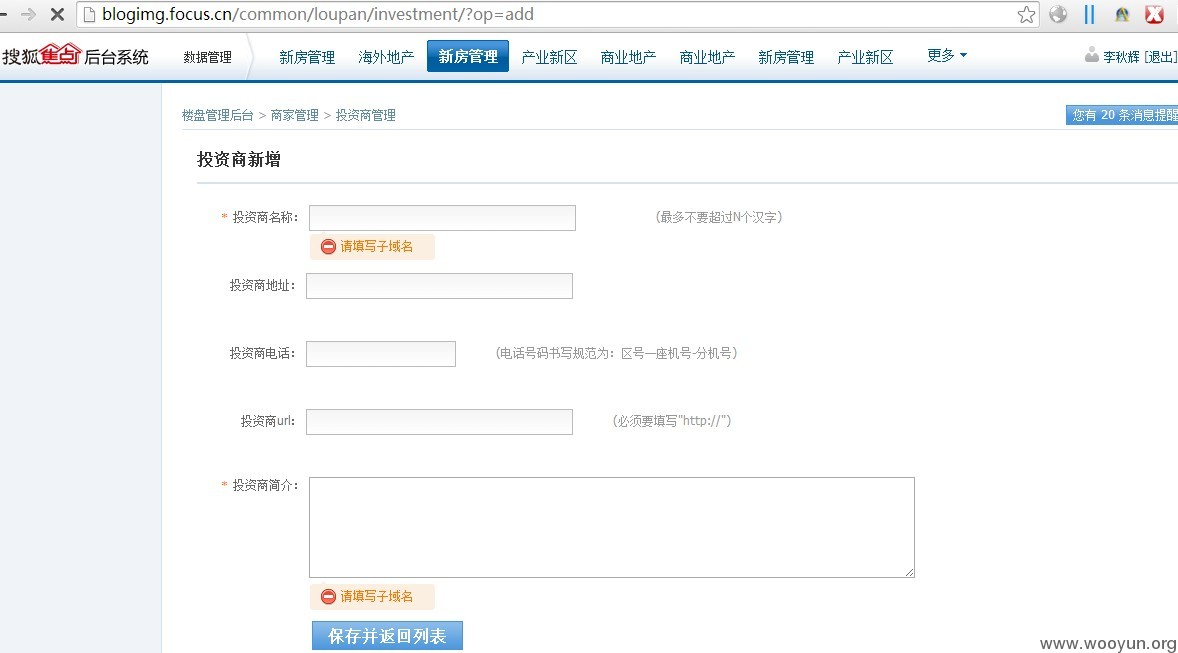 blogimg.focus.cn/common/loupan/investment/?op=add
搜狐焦点后台系统 数据管理 新房管理 海外地产 新房管理 产业新区 商业地产 商业地产 新房管理 产业新区 更多 李秋辉 [退出]
楼盘管理后台 > 商家管理 > 投资商管理 您有 20 条消息提醒
投资商新增
* 投资商名称: (最多不要超过N个汉字)
请填写子域名
投资商地址:
投资商电话: (电话号码书写规范为: 区号—座机号-分机号)
投资商url: (必须要填写"http://")
* 投资商简介:
请填写子域名
保存并返回列表
www.wooyun.org